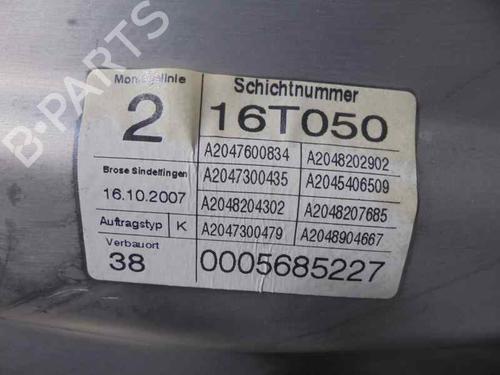 B-PARTS
Montagelinie
2
Schichtnummer
16T050
Brose Sindelfingen
16.10.2007
A2047600834 A2048202902
A2047300435 A2045406509
A2048204302 A2048207685
Auftragstyp K
A2047300479 A2048904667
Verbauort
38
0005685227